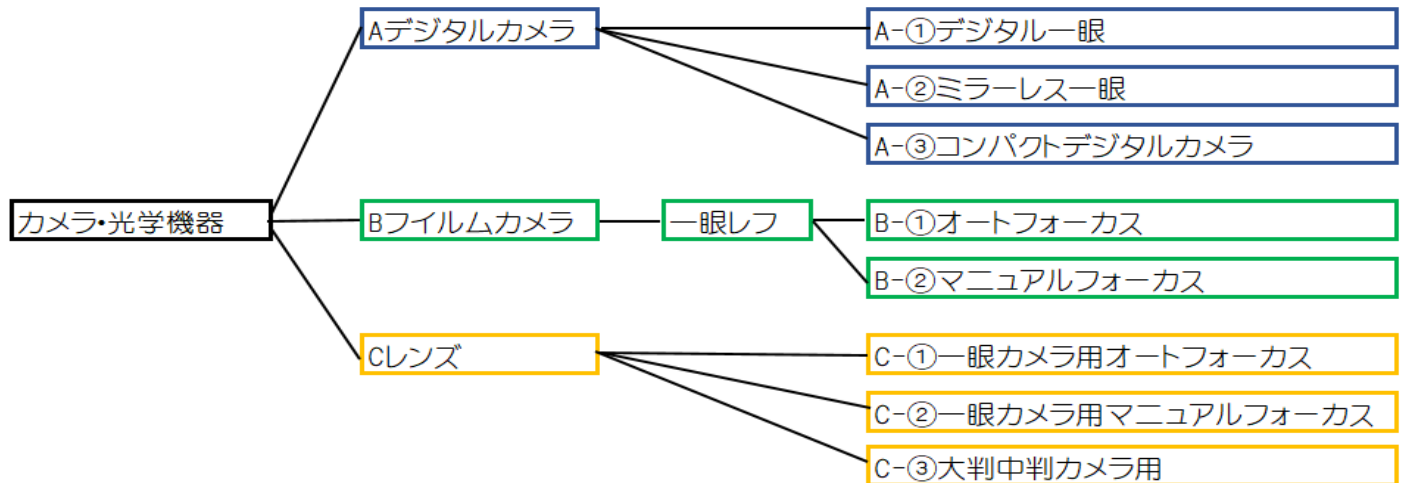 Aデジタルカメラ
A-①デジタル一眼
A-②ミラーレス一眼
A-③コンパクトデジタルカメラ
カメラ・光学機器
Bフイルムカメラ
一眼レフ
B-①オートフォーカス
B-②マニュアルフォーカス
Cレンズ
C-①一眼カメラ用オートフォーカス
C-②一眼カメラ用マニュアルフォーカス
C-③大判中判カメラ用